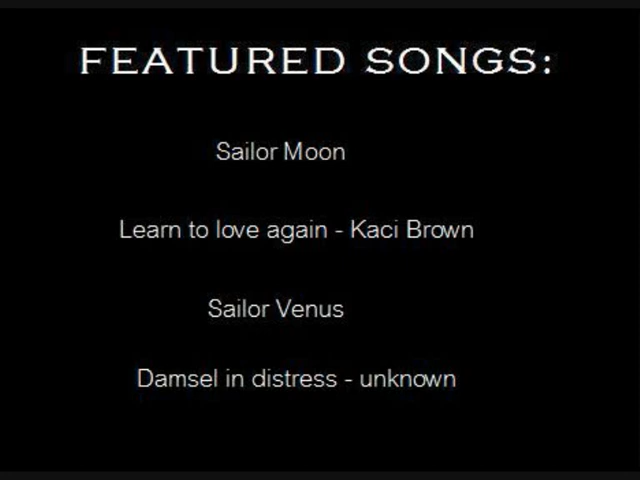 FEATURED SONGS:
Sailor Moon
Learn to love again - Kaci Brown
Sailor Venus
Damsel in distress - unknown